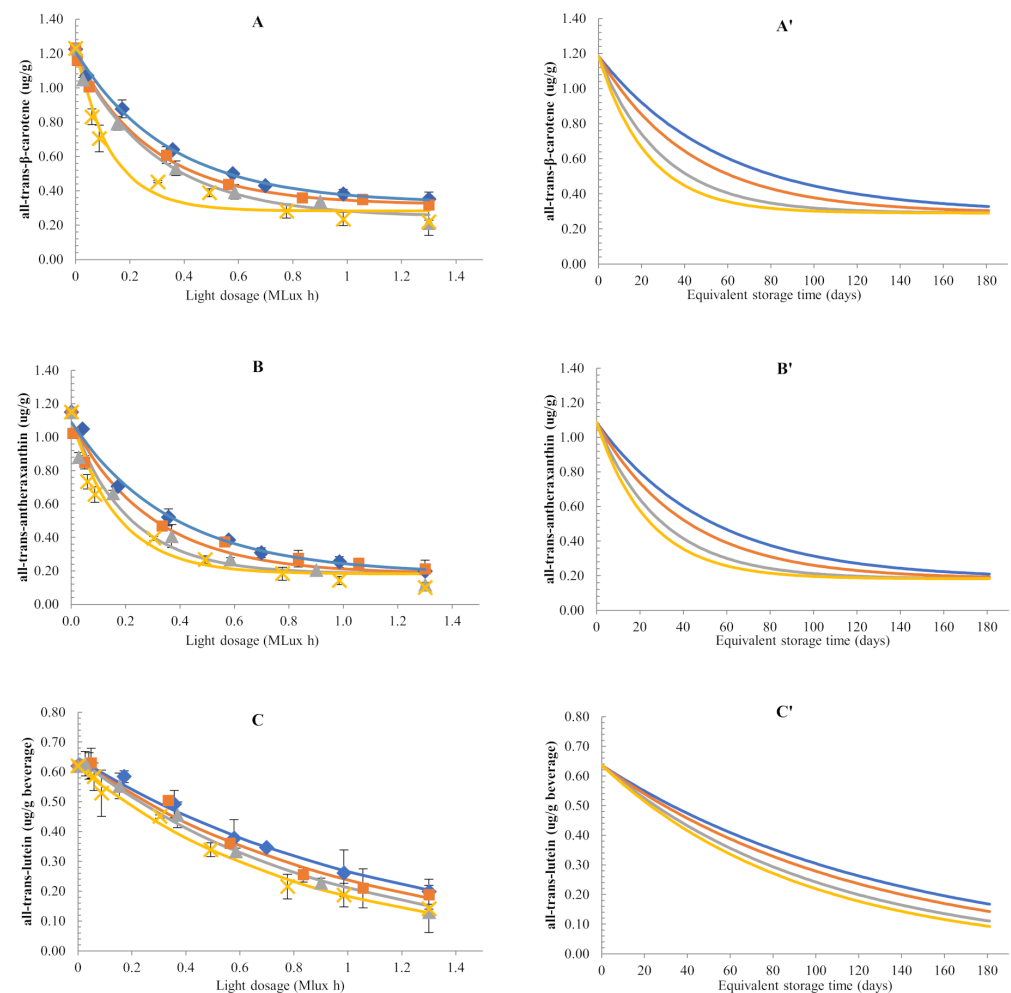 A
all-trans-β-carotene (ug/g)
1.40
1.20
1.00
0.80
0.60
0.40
0.20
0.00
0 0.2 0.4 0.6 0.8 1 1.2 1.4
Light dosage (MLux h)
A'
all-trans-β-carotene (ug/g)
1.40
1.20
1.00
0.80
0.60
0.40
0.20
0.00
0 20 40 60 80 100 120 140 160 180
Equivalent storage time (days)
B
all-trans-antheraxanthin (ug/g)
1.40
1.20
1.00
0.80
0.60
0.40
0.20
0.00
0.0 0.2 0.4 0.6 0.8 1.0 1.2 1.4
Light dosage (MLux h)
B'
all-trans-antheraxanthin (ug/g)
1.40
1.20
1.00
0.80
0.60
0.40
0.20
0.00
0 20 40 60 80 100 120 140 160 180
Equivalent storage time (days)
C
all-trans-lutein (ug/g beverage)
0.80
0.70
0.60
0.50
0.40
0.30
0.20
0.10
0.00
0 0.2 0.4 0.6 0.8 1 1.2 1.4
Light dosage (Mlux h)
C'
all-trans-lutein (ug/g beverage)
0.80
0.70
0.60
0.50
0.40
0.30
0.20
0.10
0.00
0 20 40 60 80 100 120 140 160 180
Equivalent storage time (days)